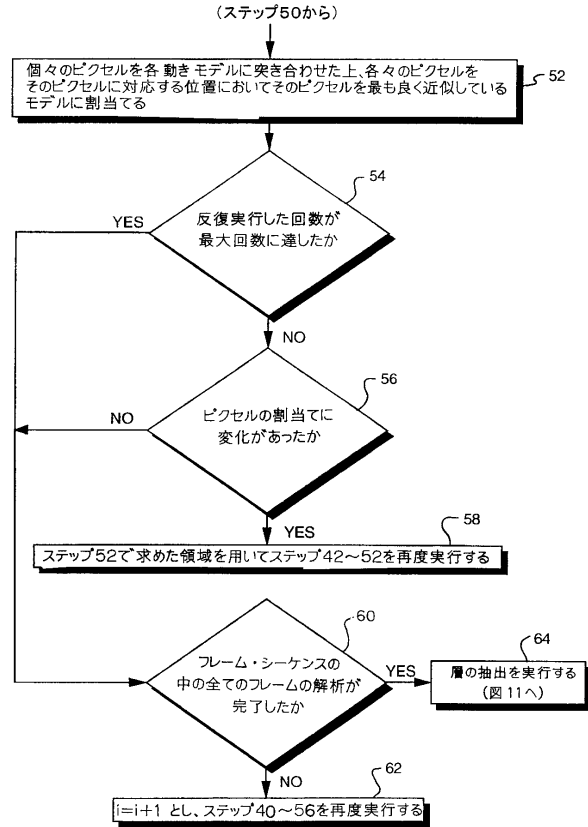 (ステップ50から)
個々のピクセルを各動きモデルに突き合わせた上、各々のピクセルを
そのピクセルに対応する位置においてそのピクセルを最も良く近似している
モデルに割当てる
52
54
反復実行した回数が
最大回数に達したか
YES
NO
56
ピクセルの割当てに
変化があったか
NO
YES
58
ステップ52で求めた領域を用いてステップ42〜52を再度実行する
60
フレーム・シーケンスの
中の全てのフレームの解析が
完了したか
YES
64
層の抽出を実行する
(図11へ)
NO
62
i=i+1 とし、ステップ40〜56を再度実行する